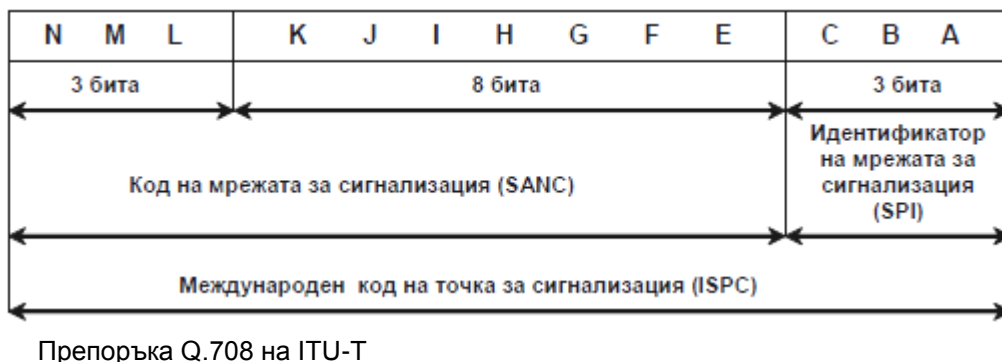 N M L K J I H G F E C B A
3 бита 8 бита 3 бита
Идентификатор
на мрежата за
сигнализация
(SPI)
Код на мрежата за сигнализация (SANC)
Международен код на точка за сигнализация (ISPC)
Препоръка Q.708 на ITU-T